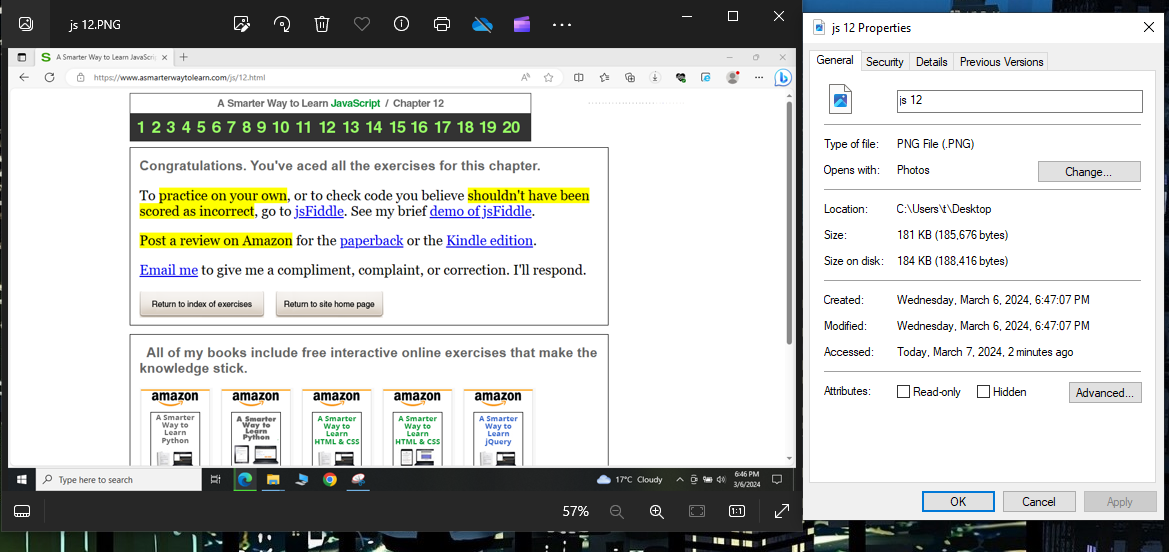 js 12.PNG
A Smarter Way to Learn JavaScrip
https://www.asmarterwaytolearn.com/js/12.html
A Smarter Way to Learn JavaScript / Chapter 12
1 2 3 4 5 6 7 8 9 10 11 12 13 14 15 16 17 18 19 20
Congratulations. You've aced all the exercises for this chapter.
To practice on your own, or to check code you believe shouldn't have been
scored as incorrect, go to jsFiddle. See my brief demo of jsFiddle.
Post a review on Amazon for the paperback or the Kindle edition.
Email me to give me a compliment, complaint, or correction. I'll respond.
Return to index of exercises Return to site home page
All of my books include free interactive online exercises that make the
knowledge stick.
amazon amazon amazon amazon amazon
A Smarter Way to Learn Python
A Smarter Way to Learn Python
A Smarter Way to Learn HTML & CSS
A Smarter Way to Learn HTML & CSS
A Smarter Way to Learn jQuery
Type here to search
17°C Cloudy
6:46 PM
3/6/2024
57%
1:1
js 12 Properties
General Security Details Previous Versions
js 12
Type of file: PNG File (.PNG)
Opens with: Photos Change...
Location: C:\Users\t\Desktop
Size: 181 KB (185,676 bytes)
Size on disk: 184 KB (188,416 bytes)
Created: Wednesday, March 6, 2024, 6:47:07 PM
Modified: Wednesday, March 6, 2024, 6:47:07 PM
Accessed: Today, March 7, 2024, 2 minutes ago
Attributes: Read-only Hidden Advanced...
OK Cancel Apply